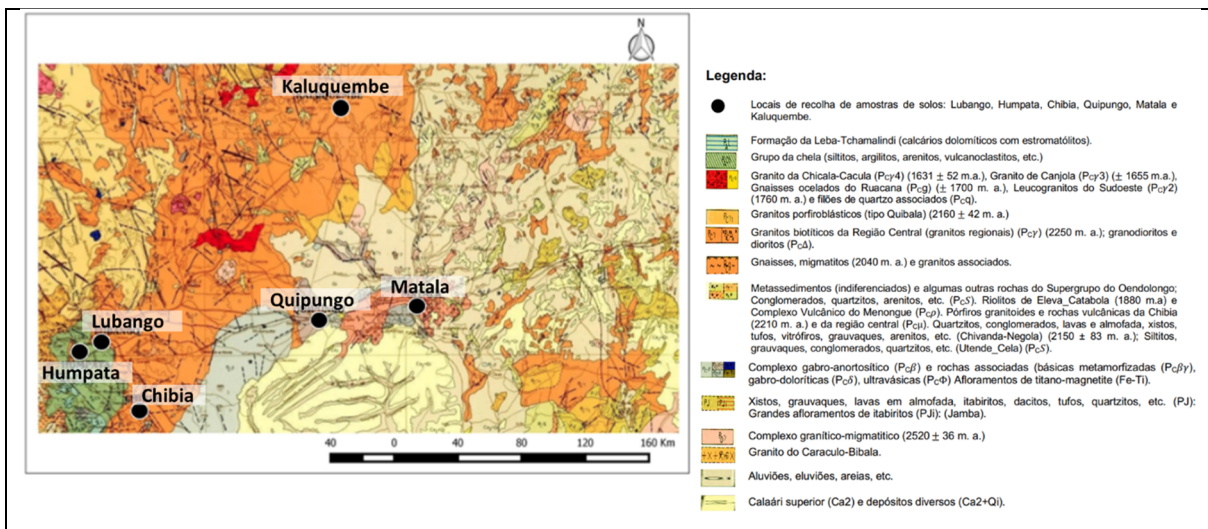 N
Kaluquembe
Quipungo
Matala
Lubango
Humpata
Chibia
40 0 40 80 120 160 Km
Legenda:
Locais de recolha de amostras de solos: Lubango, Humpata, Chibia, Quipungo, Matala e
Kaluquembe.
Formação da Leba-Tchamalindi (calcários dolomíticos com estromatólitos).
Grupo da chela (siltitos, argilitos, arenitos, vulcanoclastitos, etc.)
Granito da Chicala-Cacula (PCγ4) (1631 ± 52 m.a.), Granito de Canjola (PCγ3) (± 1655 m.a.),
Gnaisses ocelados do Ruacana (PCg) (± 1700 m. a.), Leucogranitos do Sudoeste (PCγ2)
(1760 m. a.) e filões de quartzo associados (PCq).
Granitos porfiroblásticos (tipo Quibala) (2160 ± 42 m.a.)
Granitos biotíticos da Região Central (granitos regionais) (PCγ) (2250 m. a.); granodioritos e
dioritos (PCΔ).
Gnaisses, migmatitos (2040 m. a.) e granitos associados.
Metassedimentos (indiferenciados) e algumas outras rochas do Supergrupo do Oendolongo;
Conglomerados, quartzitos, arenitos, etc. (PCS). Riolitos de Eleva_Catabola (1880 m.a) e
Complexo Vulcânico do Menongue (PCρ). Pórfiros granitoides e rochas vulcânicas da Chibia
(2210 m. a.) e da região central (PCμ). Quartzitos, conglomerados, lavas e almofada, xistos,
tufos, vitrófiros, grauvaques, arenitos, etc. (Chivanda-Negola) (2150 ± 83 m. a.); Siltitos,
grauvaques, conglomerados, quartzitos, etc. (Utende_Cela) (PCS).
Complexo gabro-anortosítico (PCβ) e rochas associadas (básicas metamorfizadas (PCβγ),
gabro-doloríticas (PCδ), ultravásicas (PCΦ) Afloramentos de titano-magnetite (Fe-Ti).
Xistos, grauvaques, lavas em almofada, itabiritos, dacitos, tufos, quartzitos, etc. (PJ):
Grandes afloramentos de itabiritos (PJi): (Jamba).
Complexo granítico-migmatitico (2520 ± 36 m. a.)
Granito do Caraculo-Bibala.
Aluviões, eluviões, areias, etc.
Calaári superior (Ca2) e depósitos diversos (Ca2+Qi).